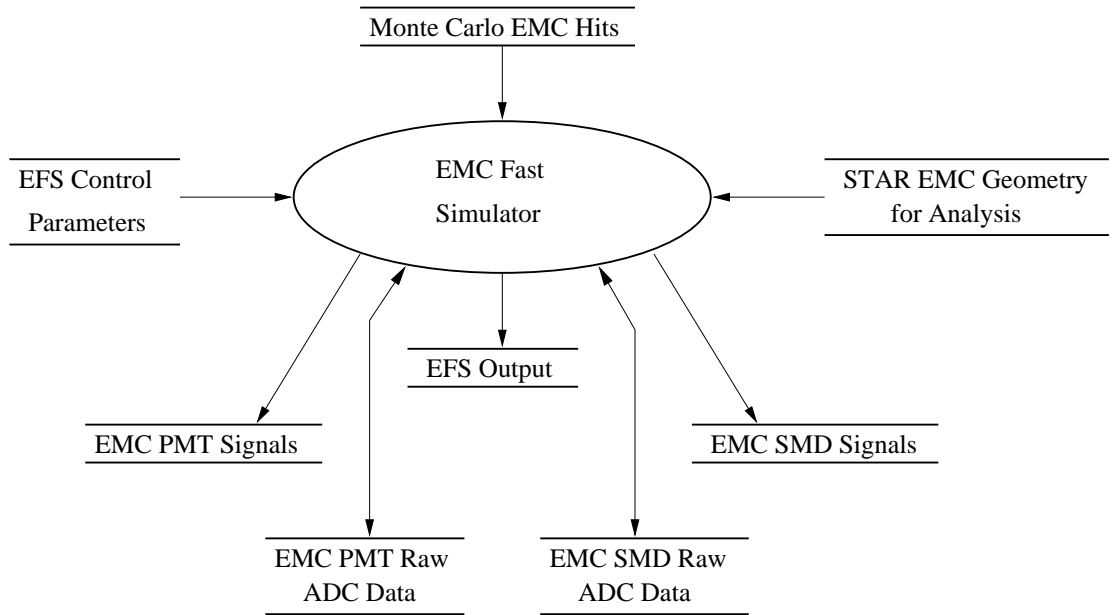 Monte Carlo EMC Hits
EFS Control
Parameters
EMC Fast
Simulator
STAR EMC Geometry
for Analysis
EFS Output
EMC PMT Signals
EMC SMD Signals
EMC PMT Raw
ADC Data
EMC SMD Raw
ADC Data